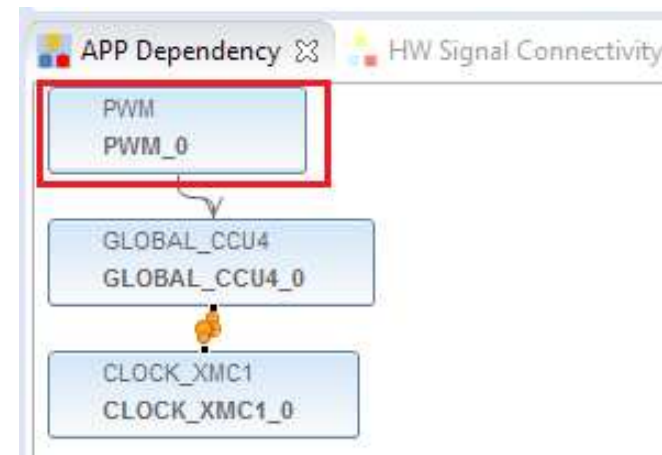 APP Dependency HW Signal Connectivity
PWM
PWM_0
GLOBAL_CCU4
GLOBAL_CCU4_0
CLOCK_XMC1
CLOCK_XMC1_0